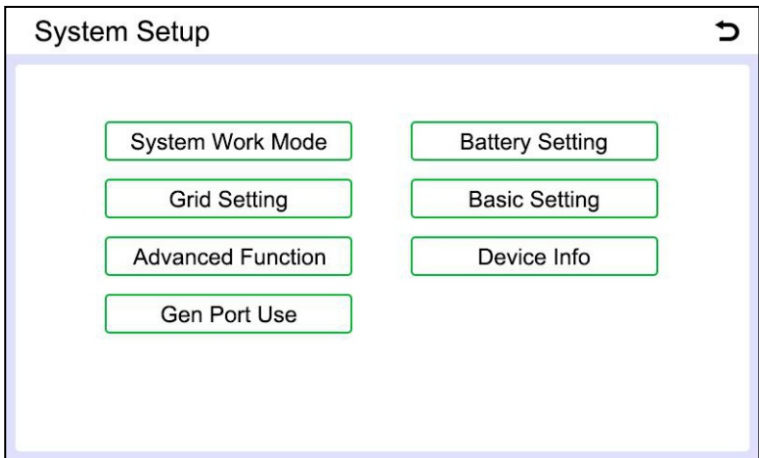 System Setup
System Work Mode
Battery Setting
Grid Setting
Basic Setting
Advanced Function
Device Info
Gen Port Use